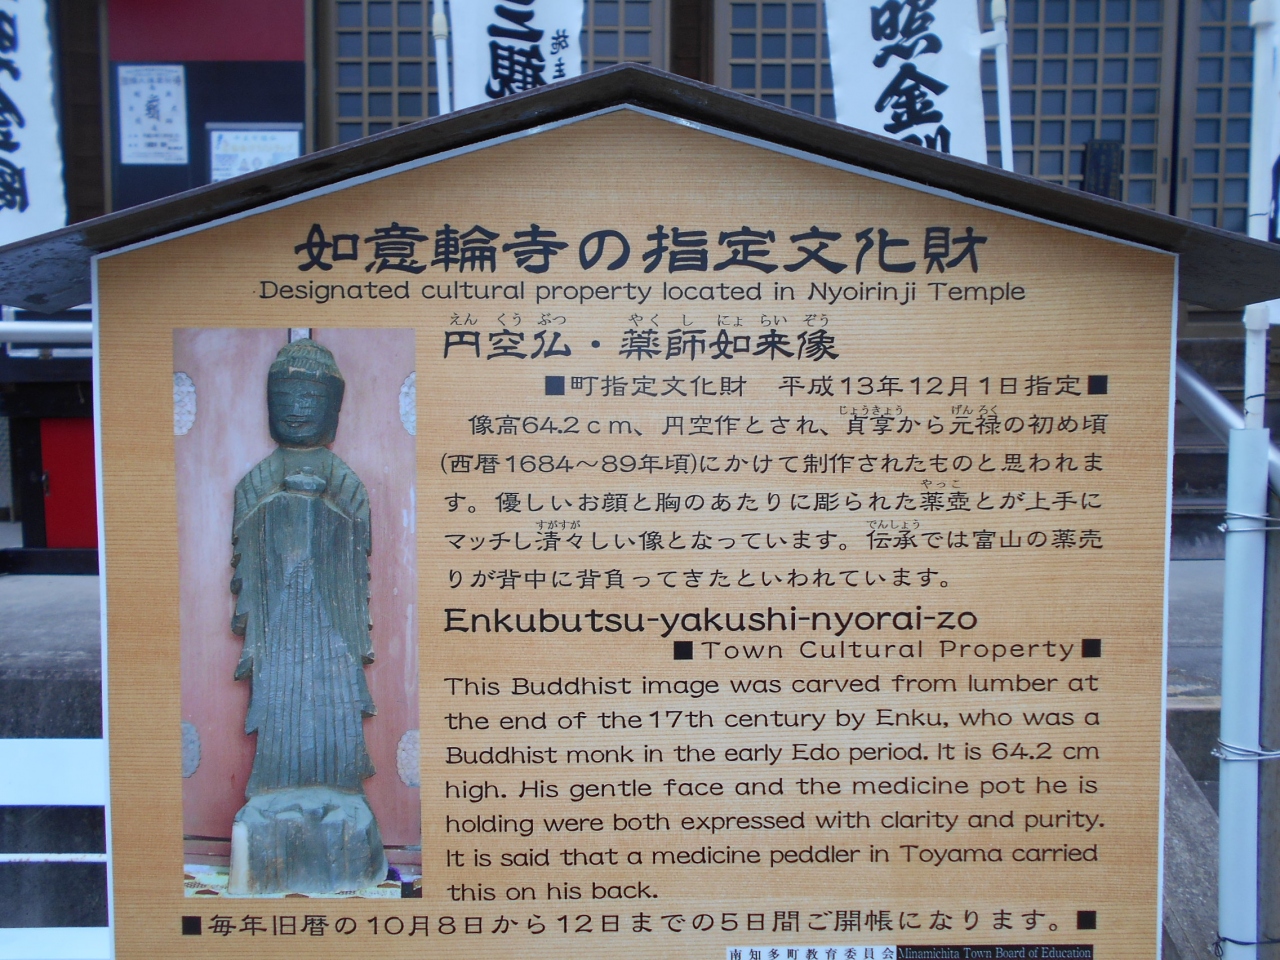 照金剛
三麵
施主
如意輪寺の指定文化財
Designated cultural property located in Nyoirinji Temple
えん くう ぶつ やく し にょ らい ぞう
円空仏・薬師如来像
■町指定文化財 平成13年12月1日指定■
じょうきょう げんろく
像高64.2cm、円空作とされ、貞享から元禄の初め頃
(西暦1684～89年頃)にかけて制作されたものと思われま
やっこ
す。優しいお顔と胸のあたりに彫られた薬壺とが上手に
すがすが でんしょう
マッチし清々しい像となっています。伝承では富山の薬売
りが背中に背負ってきたといわれています。
Enkubutsu-yakushi-nyorai-zo
■Town Cultural Property■
This Buddhist image was carved from lumber at
the end of the 17th century by Enku, who was a
Buddhist monk in the early Edo period. It is 64.2 cm
high. His gentle face and the medicine pot he is
holding were both expressed with clarity and purity.
It is said that a medicine peddler in Toyama carried
this on his back.
■毎年旧暦の10月8日から12日までの5日間ご開帳になります。■
南知多町教育委員会 Minamichita Town Board of Education